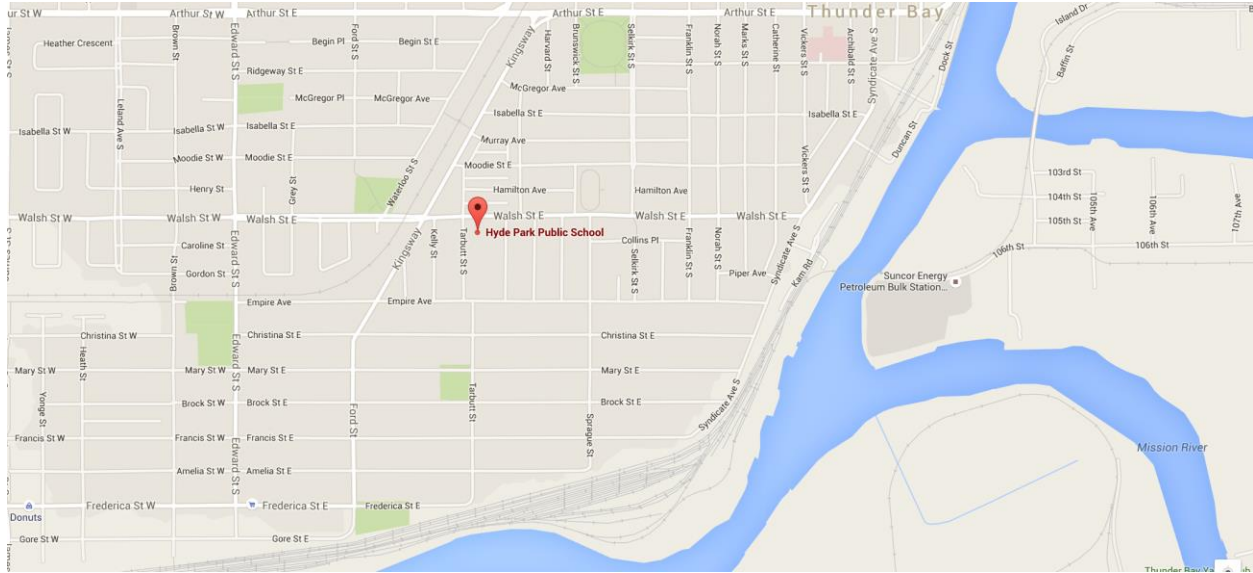 ur St W
Arthur St W
Arthur St E
Arthur St E
Arthur St E
Thunder Bay
Island Dr
Heather Crescent
Brown St
Edward St S
Begin Pl
Ford St S
Begin St E
Kingsway
Harvard St
Brunswick St S
Selkirk St S
Franklin St S
Norah St S
Marks St S
Catherine St
Vickers St S
Archibald St S
Syndicate Ave S
Dock St
Baffin St
Ridgeway St E
McGregor Pl
McGregor Ave
McGregor Ave
Leland Ave S
Isabella St W
Isabella St W
Isabella St E
Isabella St E
Isabella St E
Duncan St
Murray Ave
Moodie St W
Moodie St E
Moodie St E
Waterloo St S
Vickers St S
103rd St
Henry St
Grey St
Hamilton Ave
Hamilton Ave
104th St
105th Ave
106th Ave
107th Ave
Walsh St W
Walsh St W
Walsh St E
Walsh St E
Walsh St E
Walsh St E
105th St
Hyde Park Public School
Caroline St
Edward St S
Kingsway
Kelly St
Tarbutt St S
Collins Pl
Selkirk St S
Franklin St S
Norah St S
Syndicate Ave S
106th St
106th St
Brown St
Gordon St
Piper Ave
Kam Rd
Suncor Energy
Petroleum Bulk Station...
Empire Ave
Empire Ave
Christina St W
Christina St E
Christina St E
Heath St
Edward St S
Mary St W
Mary St W
Mary St E
Mary St E
Yonge St
Brock St W
Brock St E
Tarbutt St
Brock St E
Syndicate Ave S
Ford St
Sprague St
Francis St W
Francis St W
Francis St E
Edward St S
Mission River
Amelia St W
Amelia St E
Frederica St W
Frederica St E
Frederica St E
Donuts
Gore St W
Gore St E
Thunder Bay